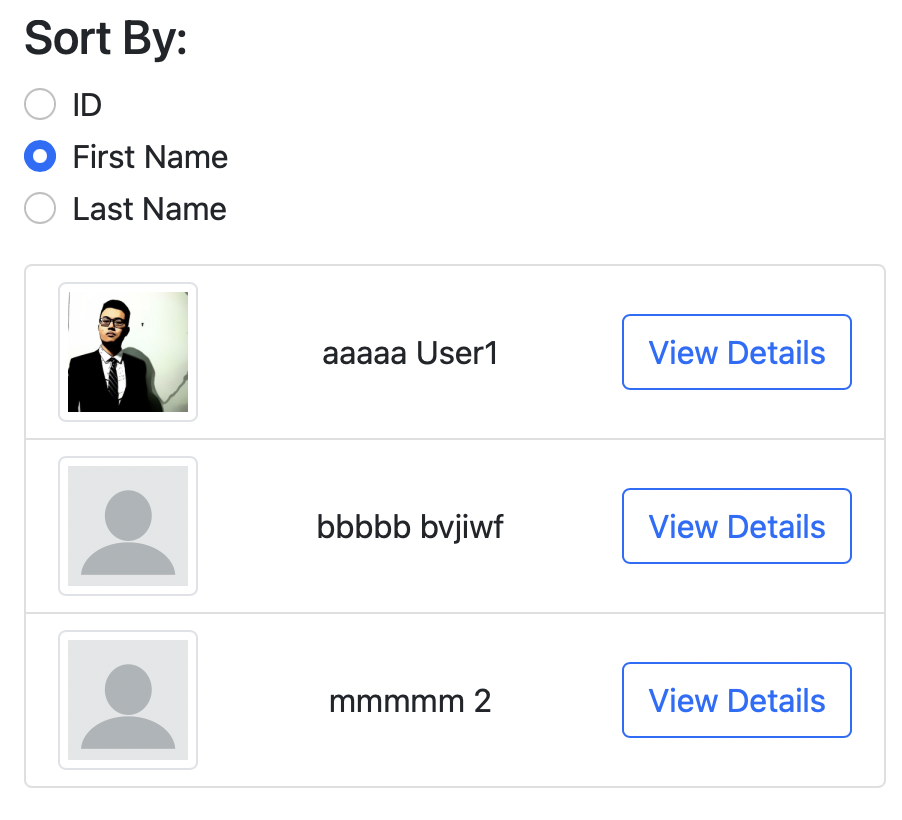 Sort By:
ID
First Name
Last Name
aaaaa User1
View Details
bbbbb bvjiwf
View Details
mmmmm 2
View Details